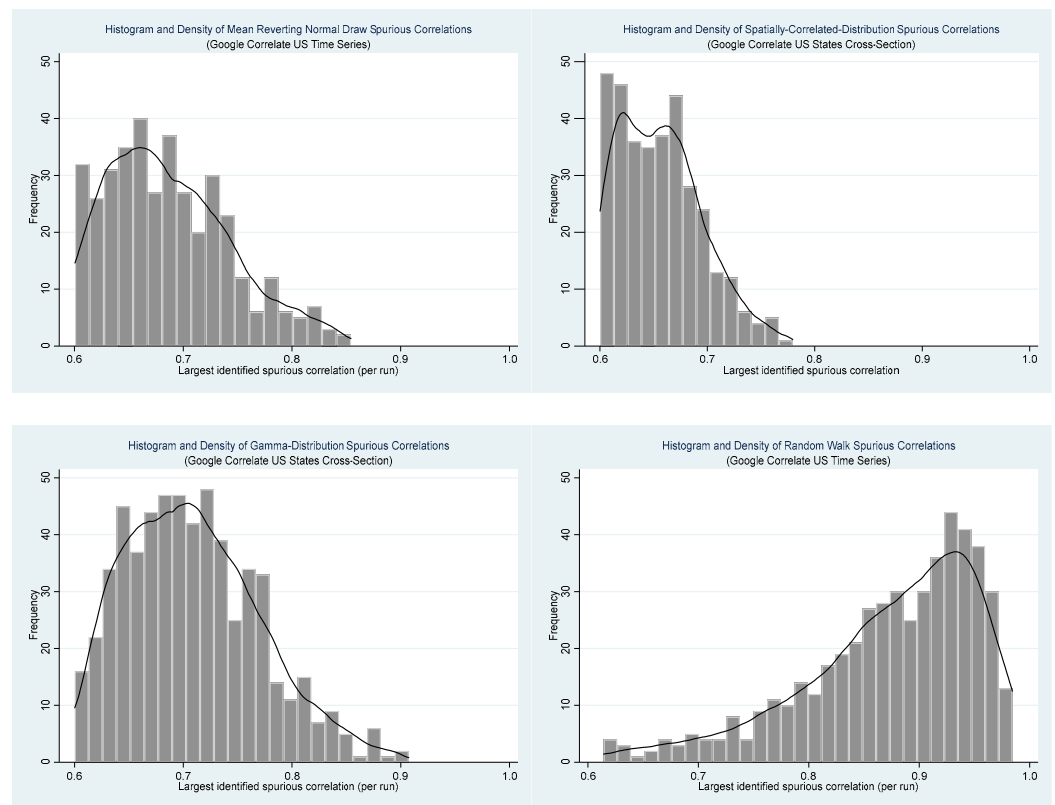 Histogram and Density of Mean Reverting Normal Draw Spurious Correlations
(Google Correlate US Time Series)
50
40
30
20
10
0
Frequency
0.6 0.7 0.8 0.9 1.0
Largest identified spurious correlation (per run)
Histogram and Density of Spatially-Correlated-Distribution Spurious Correlations
(Google Correlate US States Cross-Section)
50
40
30
20
10
0
Frequency
0.6 0.7 0.8 0.9 1.0
Largest identified spurious correlation
Histogram and Density of Gamma-Distribution Spurious Correlations
(Google Correlate US States Cross-Section)
50
40
30
20
10
0
Frequency
0.6 0.7 0.8 0.9 1.0
Largest identified spurious correlation (per run)
Histogram and Density of Random Walk Spurious Correlations
(Google Correlate US Time Series)
50
40
30
20
10
0
Frequency
0.6 0.7 0.8 0.9 1.0
Largest identified spurious correlation (per run)